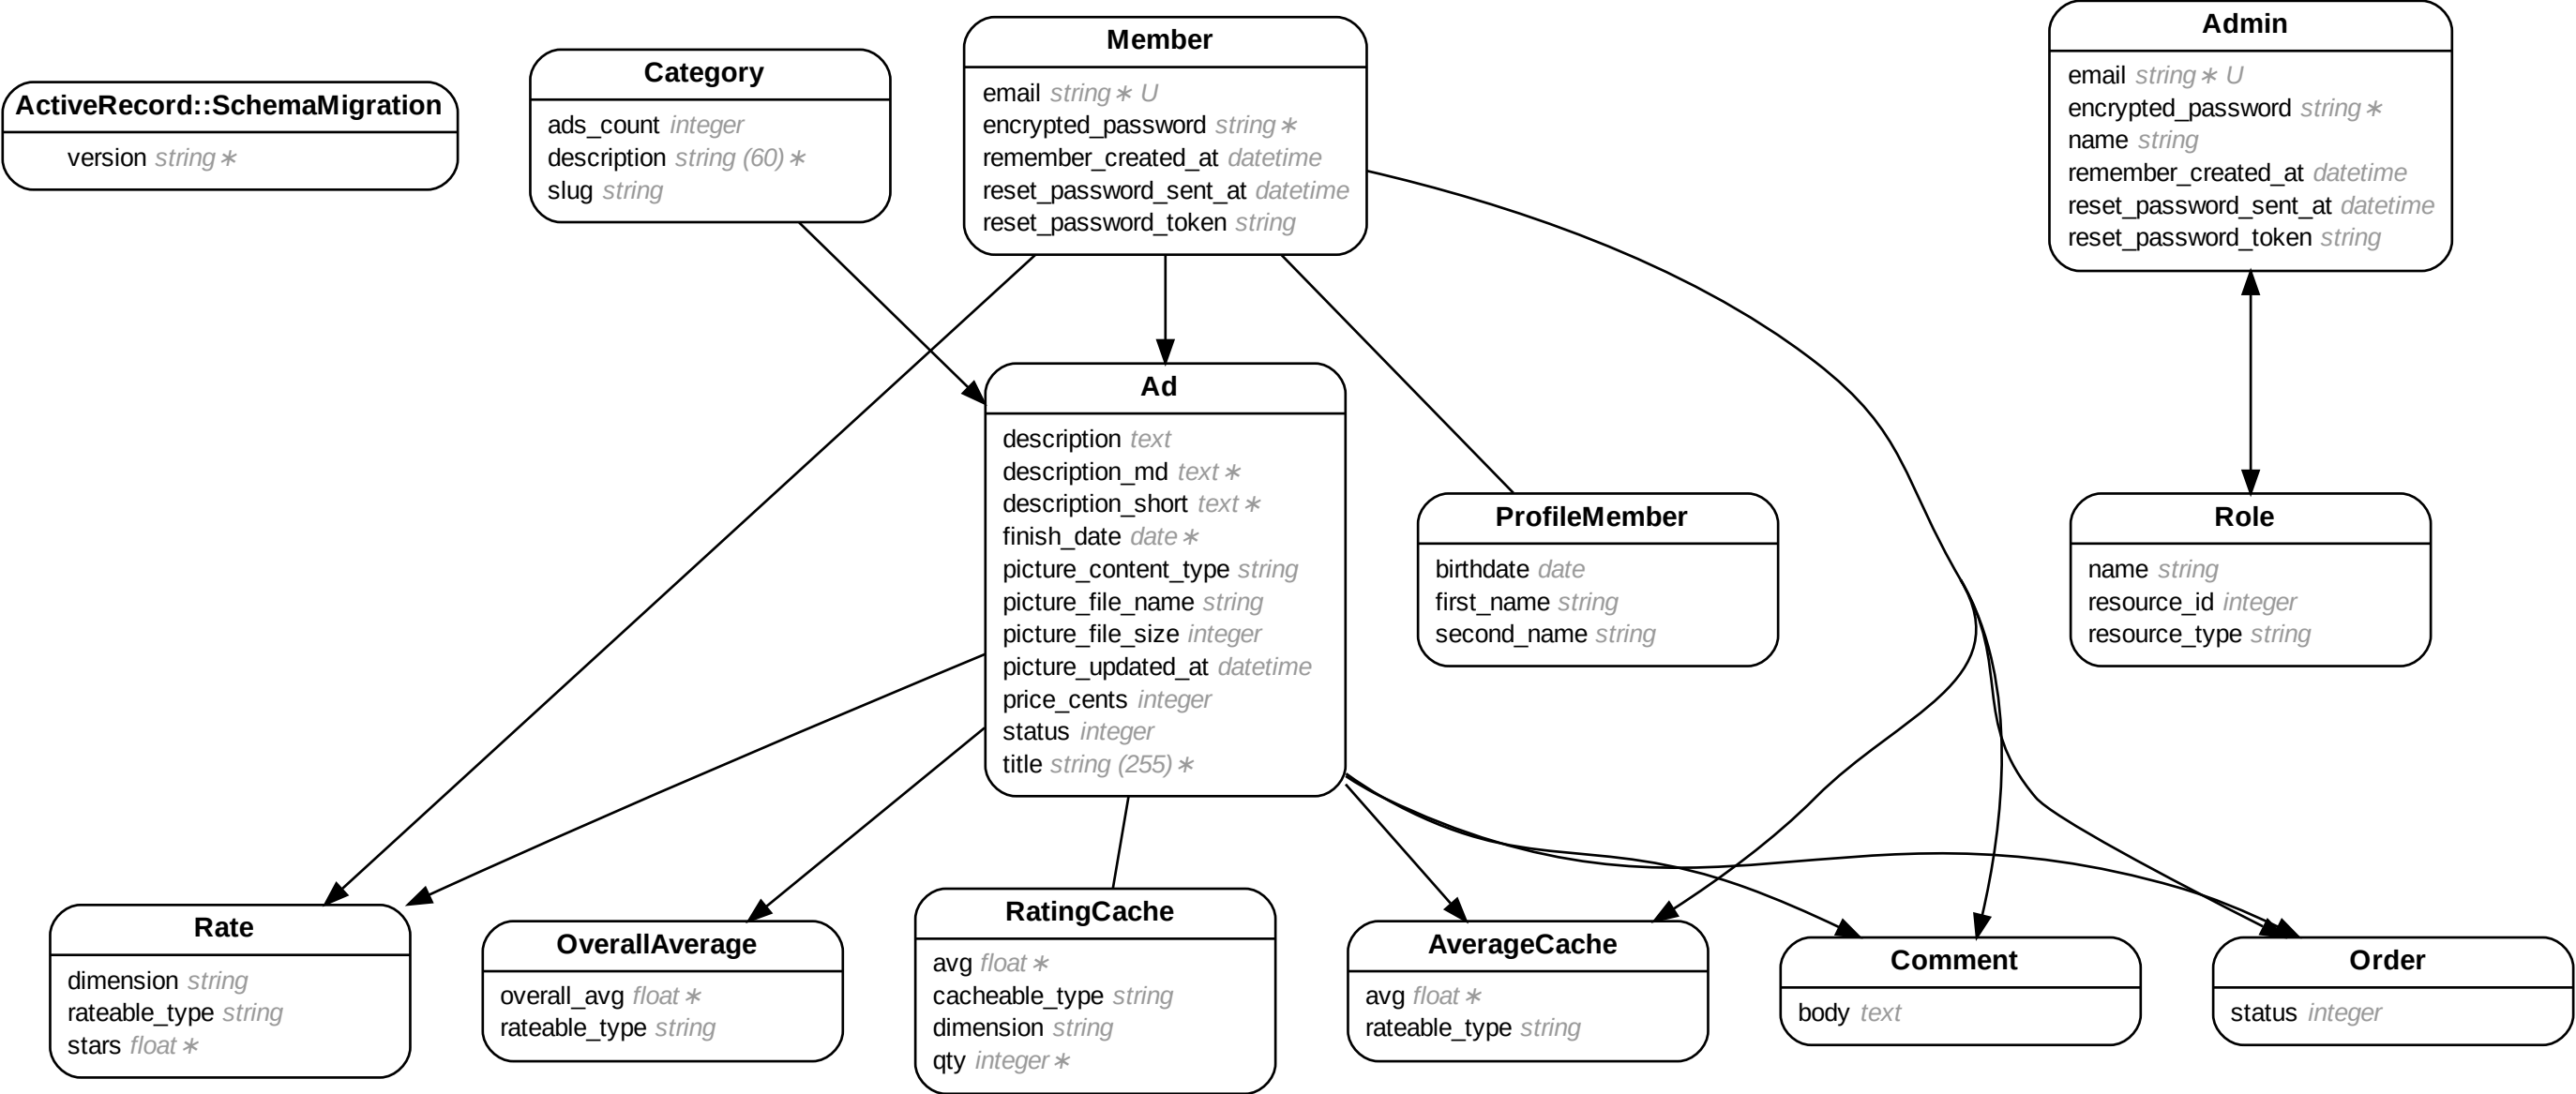 ActiveRecord::SchemaMigration
version string ∗
Category
ads_count integer
description string (60) ∗
slug string
Member
email string ∗ U
encrypted_password string ∗
remember_created_at datetime
reset_password_sent_at datetime
reset_password_token string
Admin
email string ∗ U
encrypted_password string ∗
name string
remember_created_at datetime
reset_password_sent_at datetime
reset_password_token string
Ad
description text
description_md text ∗
description_short text ∗
finish_date date ∗
picture_content_type string
picture_file_name string
picture_file_size integer
picture_updated_at datetime
price_cents integer
status integer
title string (255) ∗
ProfileMember
birthdate date
first_name string
second_name string
Role
name string
resource_id integer
resource_type string
Rate
dimension string
rateable_type string
stars float ∗
OverallAverage
overall_avg float ∗
rateable_type string
RatingCache
avg float ∗
cacheable_type string
dimension string
qty integer ∗
AverageCache
avg float ∗
rateable_type string
Comment
body text
Order
status integer